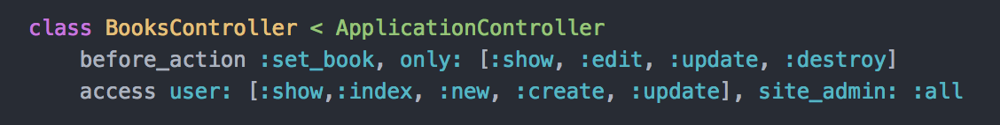 class BooksController < ApplicationController
    before_action :set_book, only: [:show, :edit, :update, :destroy]
    access user: [:show,:index, :new, :create, :update], site_admin: :all